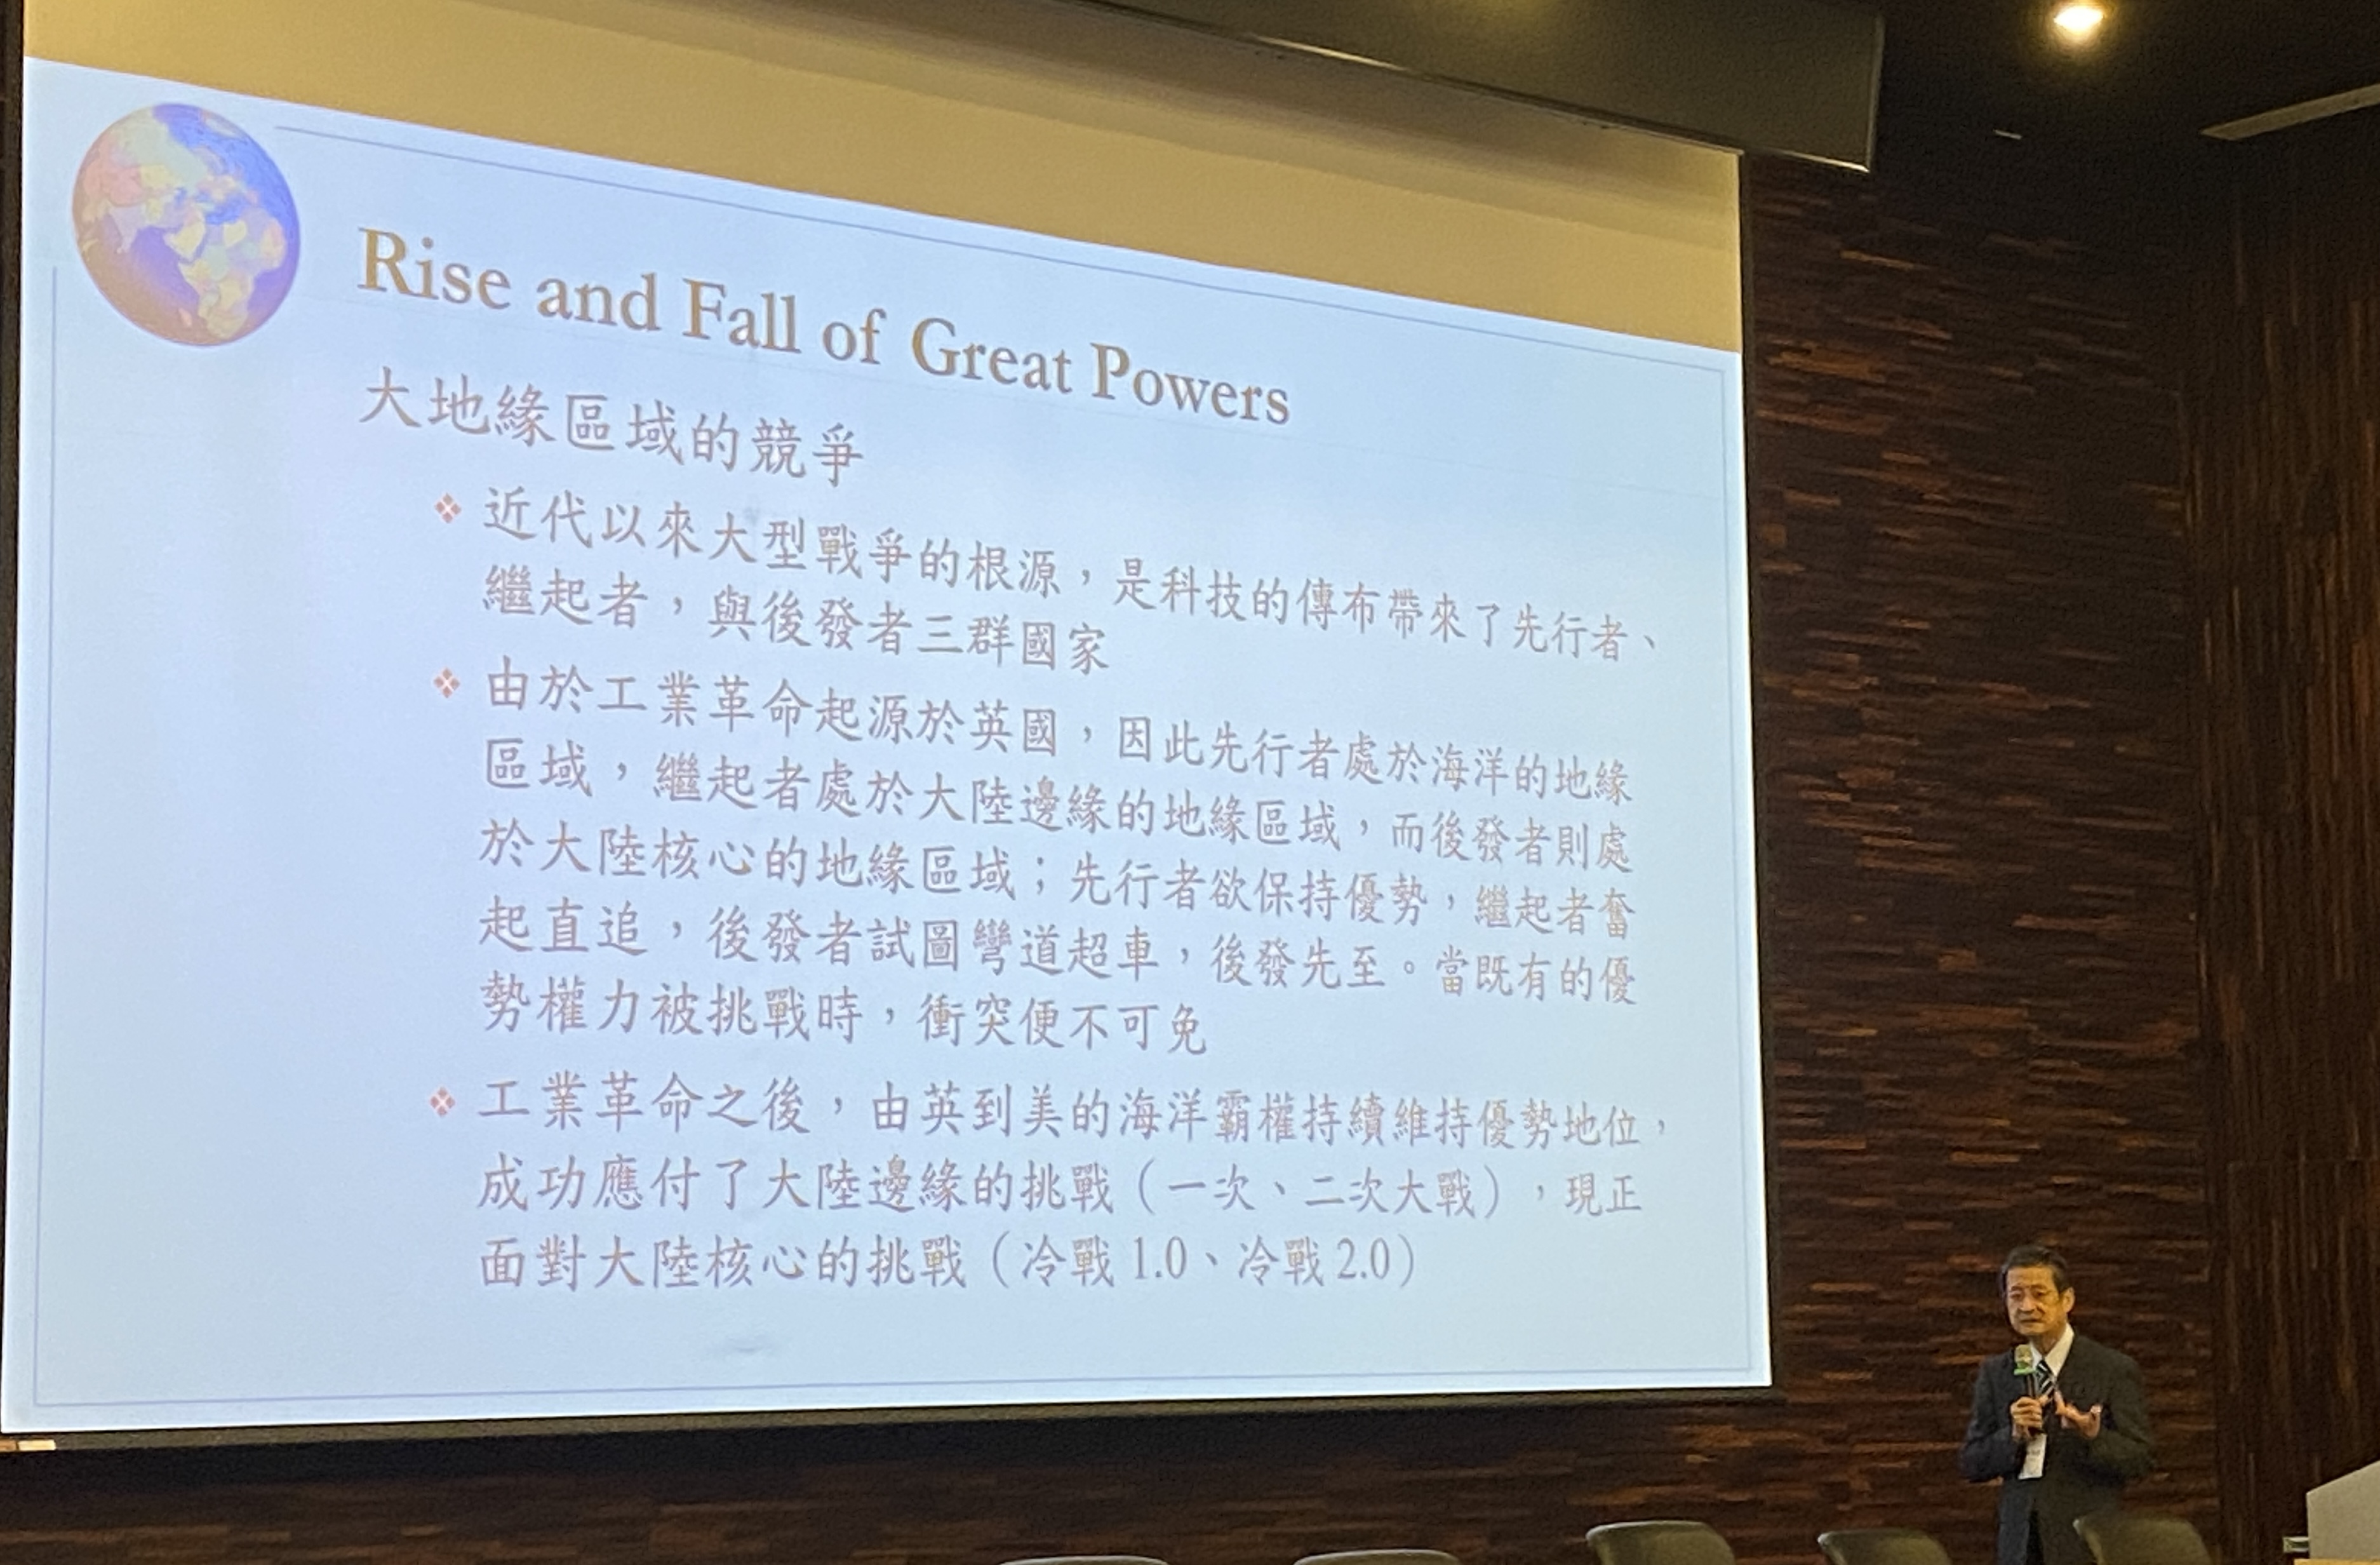 Rise and Fall of Great Powers
大地緣區域的競爭
近代以來大型戰爭的根源，是科技的傳布帶來了先行者、
繼起者，與後發者三群國家
由於工業革命起源於英國，因此先行者處於海洋的地緣
區域，繼起者處於大陸邊緣的地緣區域，而後發者則處
於大陸核心的地緣區域；先行者欲保持優勢，繼起者奮
起直追，後發者試圖彎道超車，後發先至。當既有的優
勢權力被挑戰時，衝突便不可免
工業革命之後，由英到美的海洋霸權持續維持優勢地位，
成功應付了大陸邊緣的挑戰（一次、二次大戰），現正
面對大陸核心的挑戰（冷戰 1.0、冷戰 2.0）